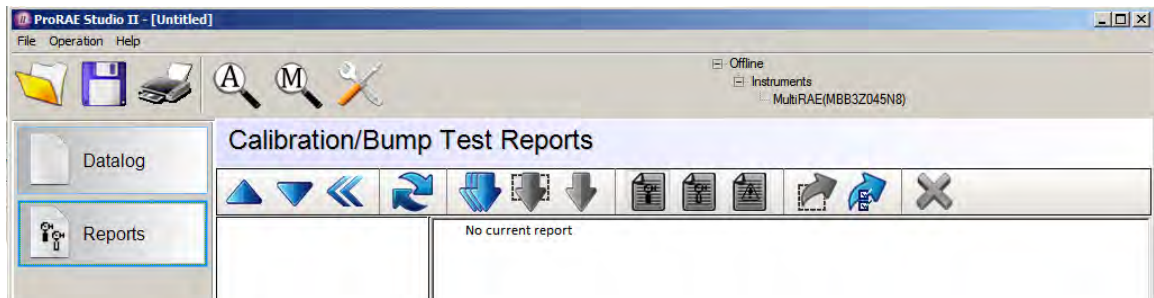 ProRAE Studio II - [Untitled]
File Operation Help
A
M
Offline
Instruments
MultiRAE(MBB3Z045N8)
Datalog
Reports
Calibration/Bump Test Reports
No current report